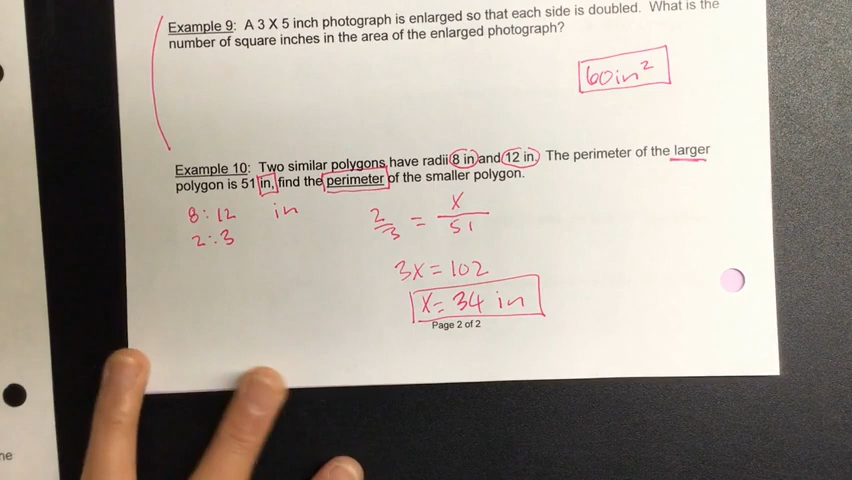 Example 9: A 3 X 5 inch photograph is enlarged so that each side is doubled. What is the
number of square inches in the area of the enlarged photograph?
60in²
Example 10: Two similar polygons have radii 8 in and 12 in. The perimeter of the larger
polygon is 51 in, find the perimeter of the smaller polygon.
8:12 in
2:3
2/3 = x/51
3x=102
x=34 in
Page 2 of 2
ne